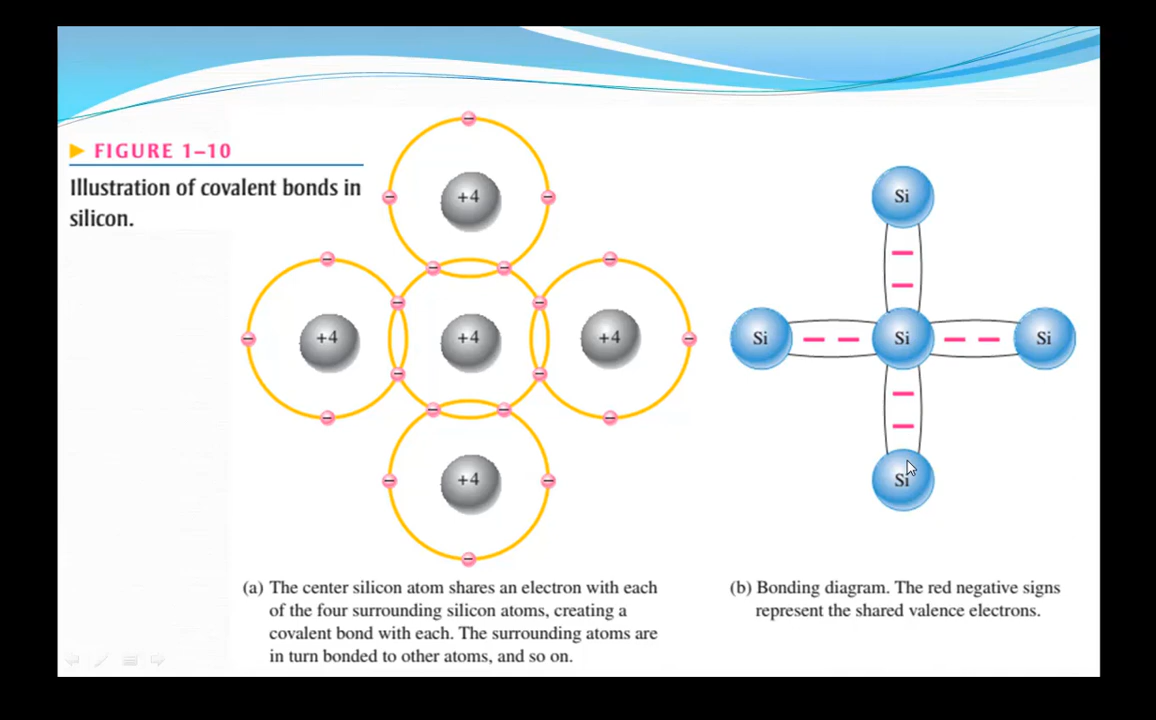 ▶ FIGURE 1–10
Illustration of covalent bonds in
silicon.
+4
+4
+4
+4
+4
Si
Si
Si
Si
Si
(a) The center silicon atom shares an electron with each
of the four surrounding silicon atoms, creating a
covalent bond with each. The surrounding atoms are
in turn bonded to other atoms, and so on.
(b) Bonding diagram. The red negative signs
represent the shared valence electrons.